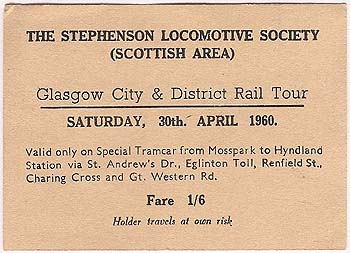 THE STEPHENSON LOCOMOTIVE SOCIETY
(SCOTTISH AREA)
Glasgow City & District Rail Tour
SATURDAY, 30th. APRIL 1960.
Valid only on Special Tramcar from Mosspark to Hyndland
Station via St. Andrew's Dr., Eglinton Toll, Renfield St.,
Charing Cross and Gt. Western Rd.
Fare 1/6
Holder travels at own risk